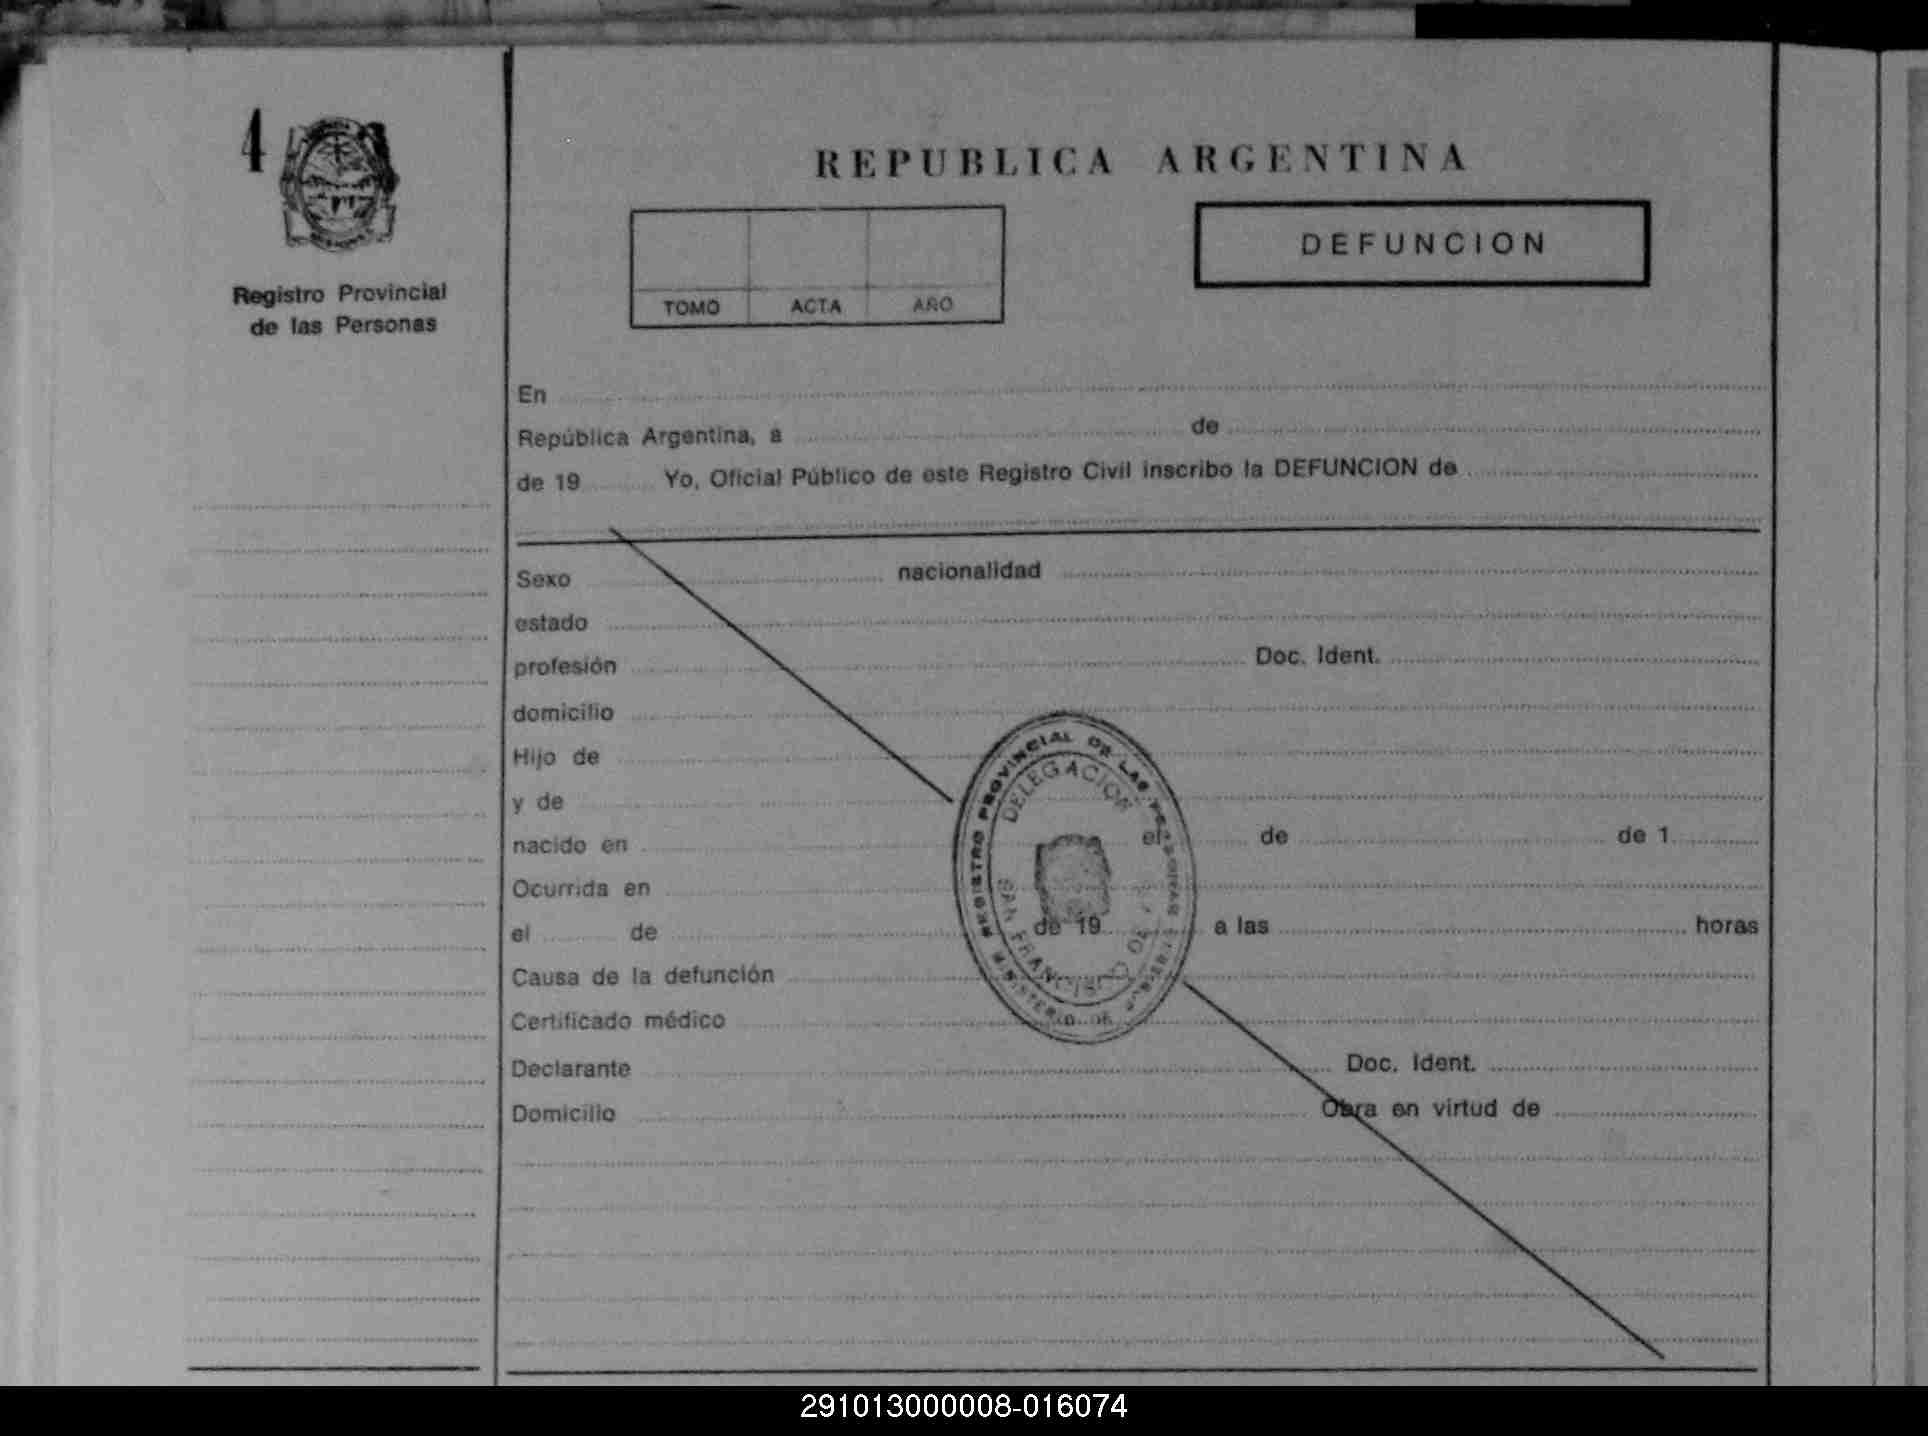 4
Registro Provincial
de las Personas
REPUBLICA ARGENTINA
TOMO ACTA AÑO
DEFUNCION
En
República Argentina, a de
de 19 Yo, Oficial Público de este Registro Civil inscribo la DEFUNCION de
Sexo nacionalidad
estado
profesión Doc. Ident.
domicilio
Hijo de
y de
nacido en el de de 1
Ocurrida en
el de de 19 a las horas
Causa de la defunción
Certificado médico
Declarante Doc. Ident.
Domicilio Obra en virtud de
REGISTRO PROVINCIAL DE LAS PERSONAS
DELEGACION
SAN FRANCISCO DE
MINISTERIO DE
291013000008-016074